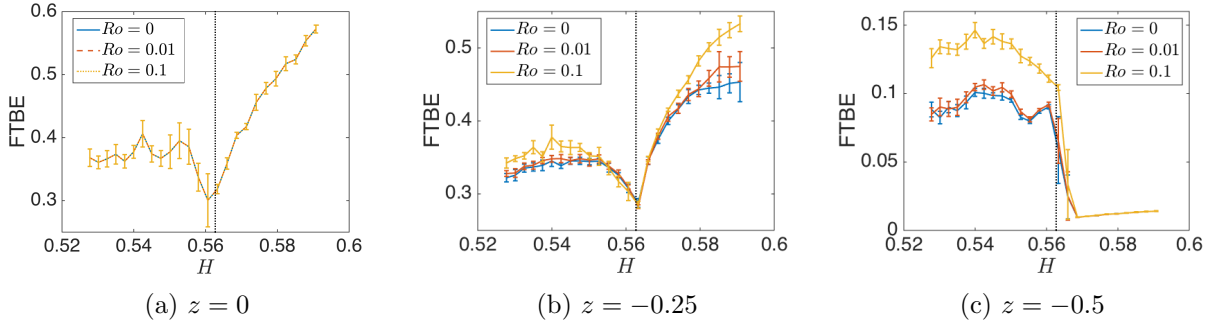 0.6
0.5
0.4
0.3
FTBE
Ro = 0
Ro = 0.01
Ro = 0.1
0.52
0.54
0.56
0.58
0.6
H
(a) z = 0
0.5
0.4
0.3
FTBE
Ro = 0
Ro = 0.01
Ro = 0.1
0.52
0.54
0.56
0.58
0.6
H
(b) z = −0.25
0.15
0.1
0.05
0
FTBE
Ro = 0
Ro = 0.01
Ro = 0.1
0.52
0.54
0.56
0.58
0.6
H
(c) z = −0.5